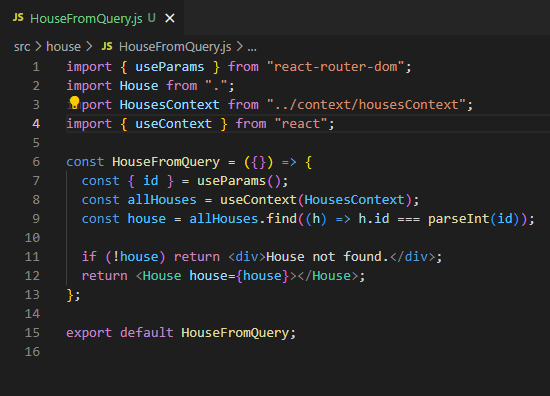 JS HouseFromQuery.js U ×
src > house > JS HouseFromQuery.js > ...
1 import { useParams } from "react-router-dom";
2 import House from ".";
3 import HousesContext from "../context/housesContext";
4 import { useContext } from "react";
5
6 const HouseFromQuery = ({}) => {
7   const { id } = useParams();
8   const allHouses = useContext(HousesContext);
9   const house = allHouses.find((h) => h.id === parseInt(id));
10
11   if (!house) return <div>House not found.</div>;
12   return <House house={house}></House>;
13 };
14
15 export default HouseFromQuery;
16